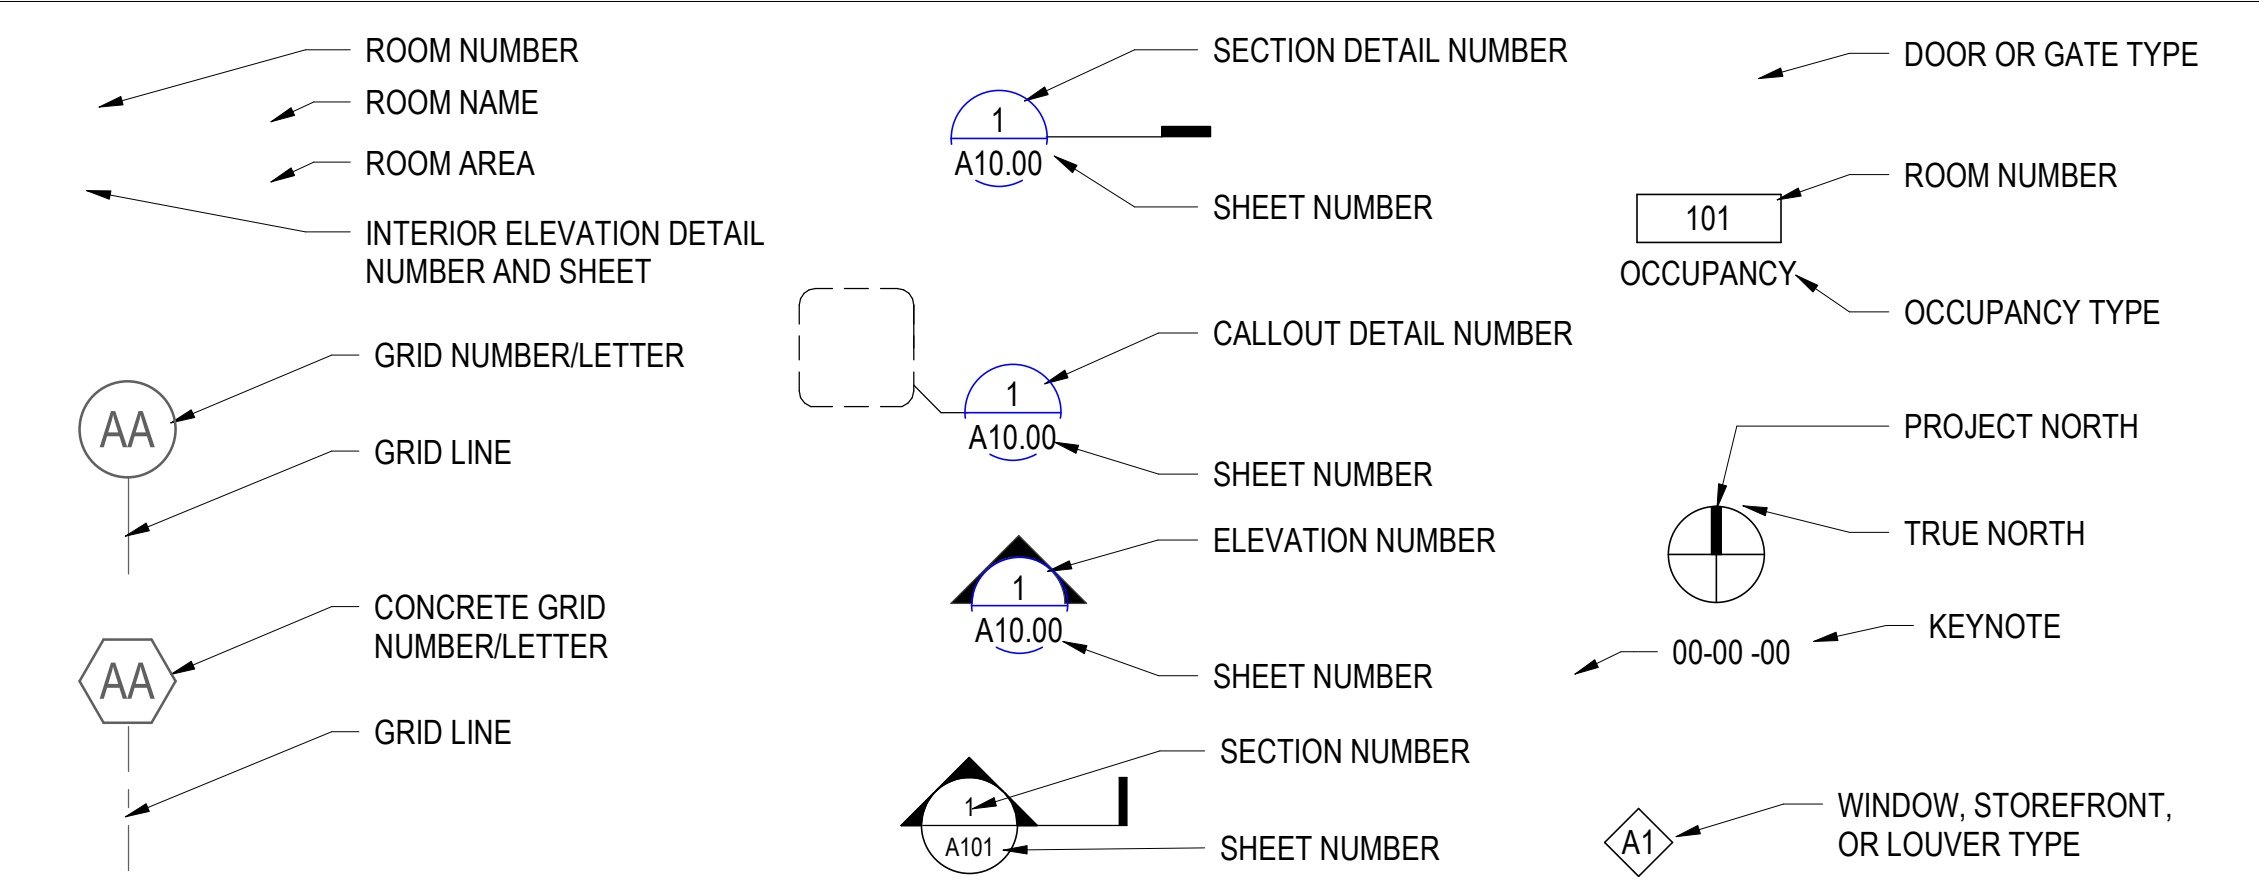 ROOM NUMBER
ROOM NAME
ROOM AREA
INTERIOR ELEVATION DETAIL
NUMBER AND SHEET
GRID NUMBER/LETTER
AA
GRID LINE
CONCRETE GRID
NUMBER/LETTER
AA
GRID LINE
SECTION DETAIL NUMBER
1
A10.00
SHEET NUMBER
CALLOUT DETAIL NUMBER
1
A10.00
SHEET NUMBER
ELEVATION NUMBER
1
A10.00
SHEET NUMBER
SECTION NUMBER
1
A101
SHEET NUMBER
DOOR OR GATE TYPE
ROOM NUMBER
101
OCCUPANCY
OCCUPANCY TYPE
PROJECT NORTH
TRUE NORTH
KEYNOTE
00-00 -00
WINDOW, STOREFRONT,
OR LOUVER TYPE
A1